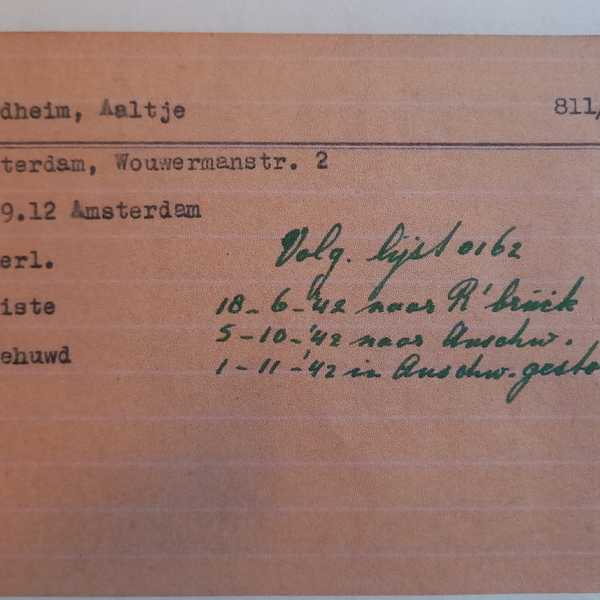 dheim, Aaltje 811/
terdam, Wouwermanstr. 2
9.12 Amsterdam
Volg. lijst 0162
erl.
iste
18-6-'42 naar R'brück
5-10-'42 naar Auschw.
ehuwd
1-11-'42 in Auschw. gesto